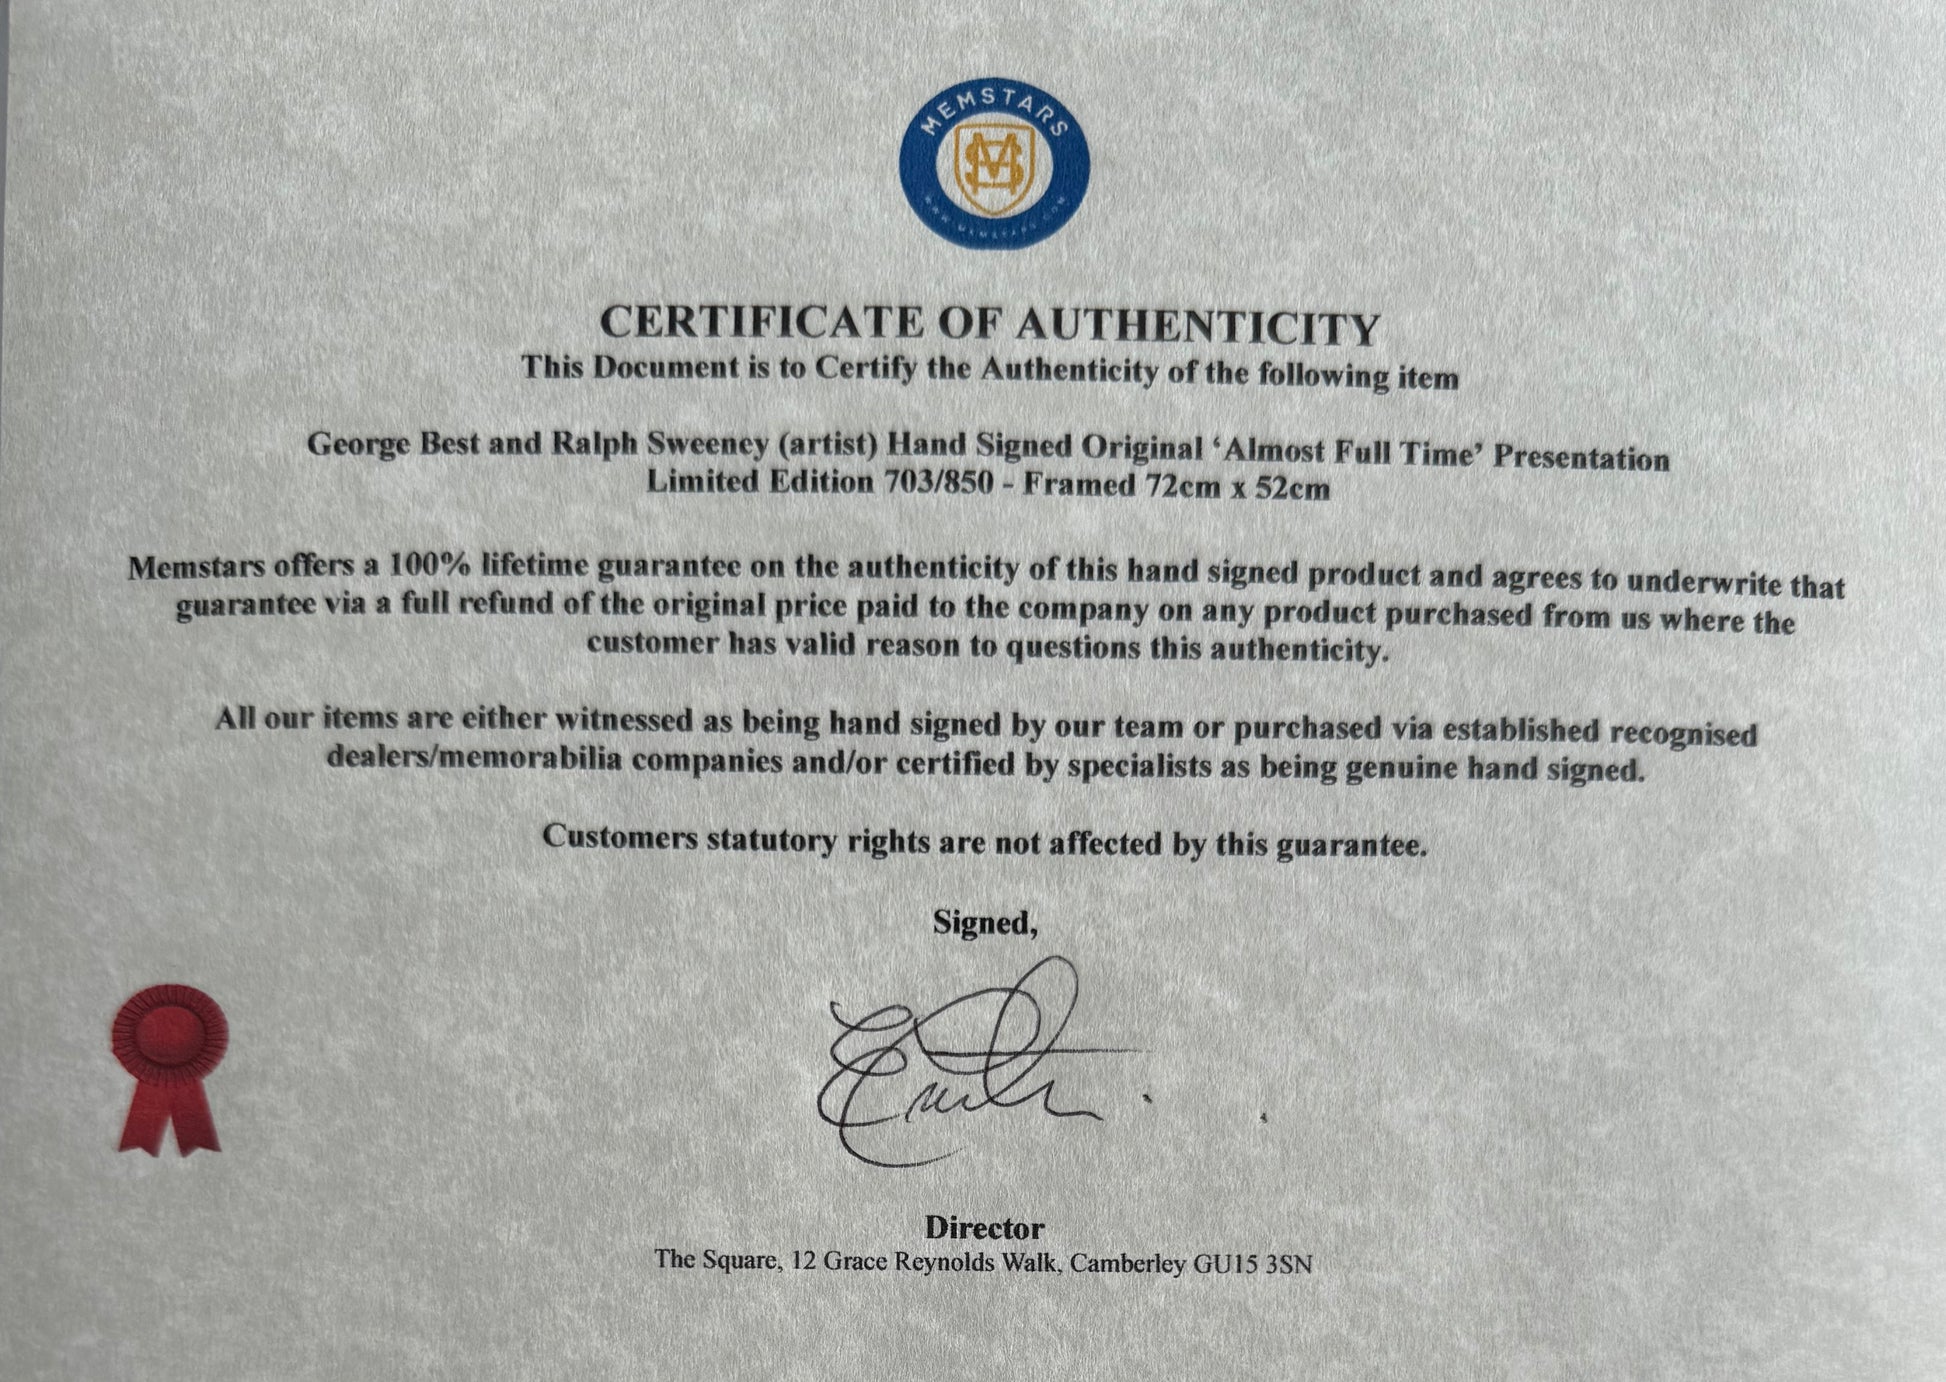 MEMSTARS
WWW.MEMSTARS.COM
CERTIFICATE OF AUTHENTICITY
This Document is to Certify the Authenticity of the following item
George Best and Ralph Sweeney (artist) Hand Signed Original ‘Almost Full Time’ Presentation
Limited Edition 703/850 - Framed 72cm x 52cm
Memstars offers a 100% lifetime guarantee on the authenticity of this hand signed product and agrees to underwrite that
guarantee via a full refund of the original price paid to the company on any product purchased from us where the
customer has valid reason to questions this authenticity.
All our items are either witnessed as being hand signed by our team or purchased via established recognised
dealers/memorabilia companies and/or certified by specialists as being genuine hand signed.
Customers statutory rights are not affected by this guarantee.
Signed,
Director
The Square, 12 Grace Reynolds Walk, Camberley GU15 3SN